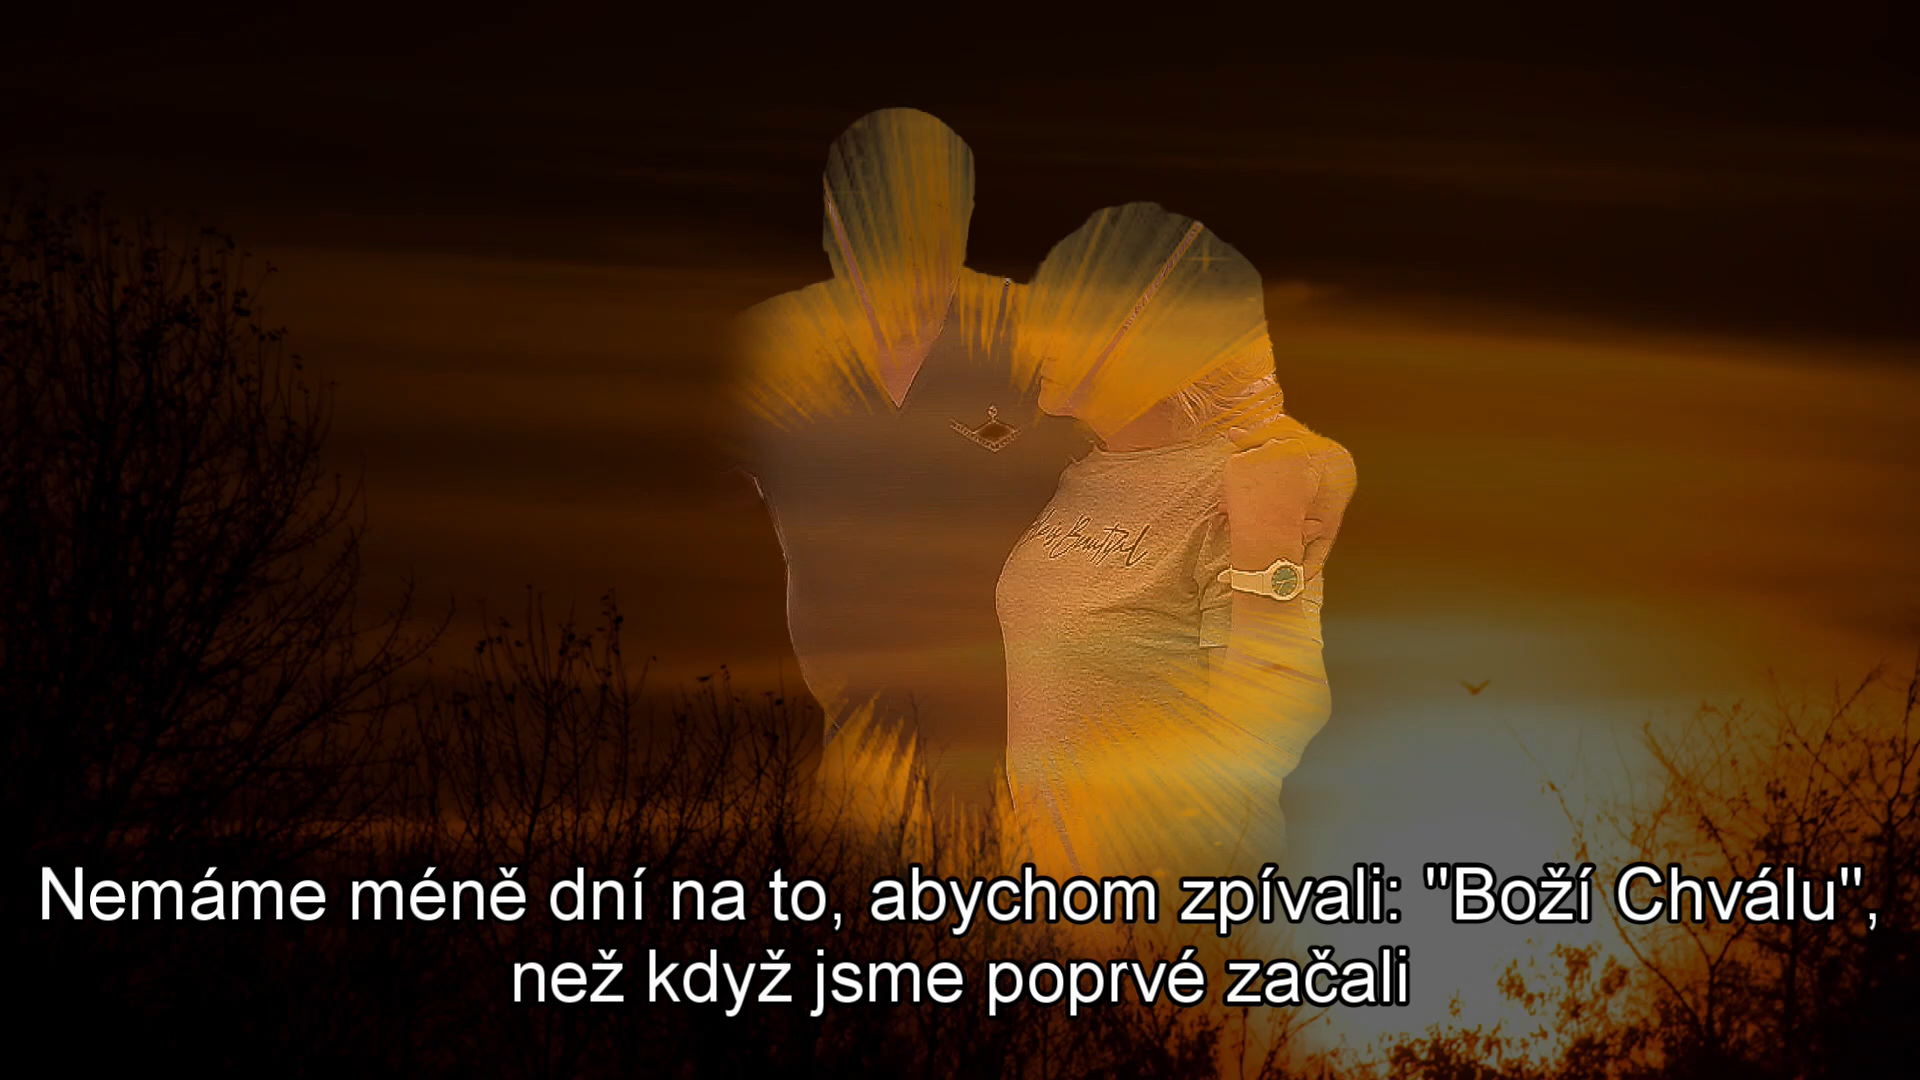 Nemáme méně dní na to, abychom zpívali: "Boží Chválu",
než když jsme poprvé začali